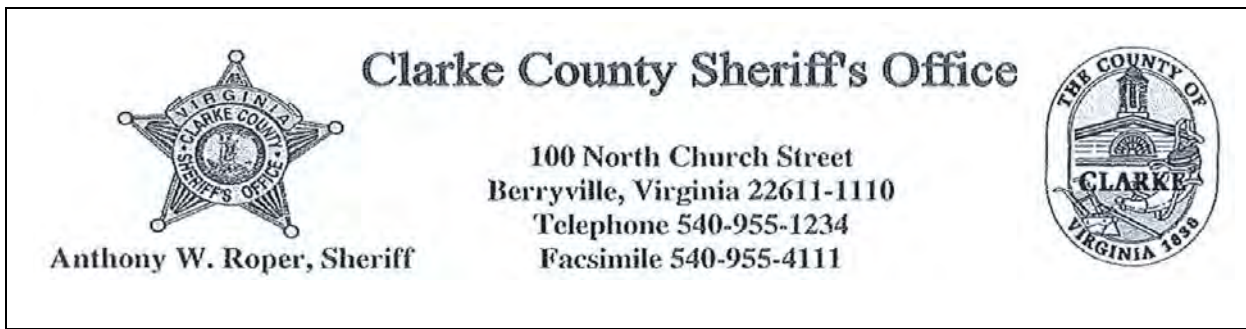 Clarke County Sheriff's Office
VIRGINIA
CLARKE COUNTY
SHERIFF'S OFFICE
Anthony W. Roper, Sheriff
100 North Church Street
Berryville, Virginia 22611-1110
Telephone 540-955-1234
Facsimile 540-955-4111
THE COUNTY OF
CLARKE
VIRGINIA 1836